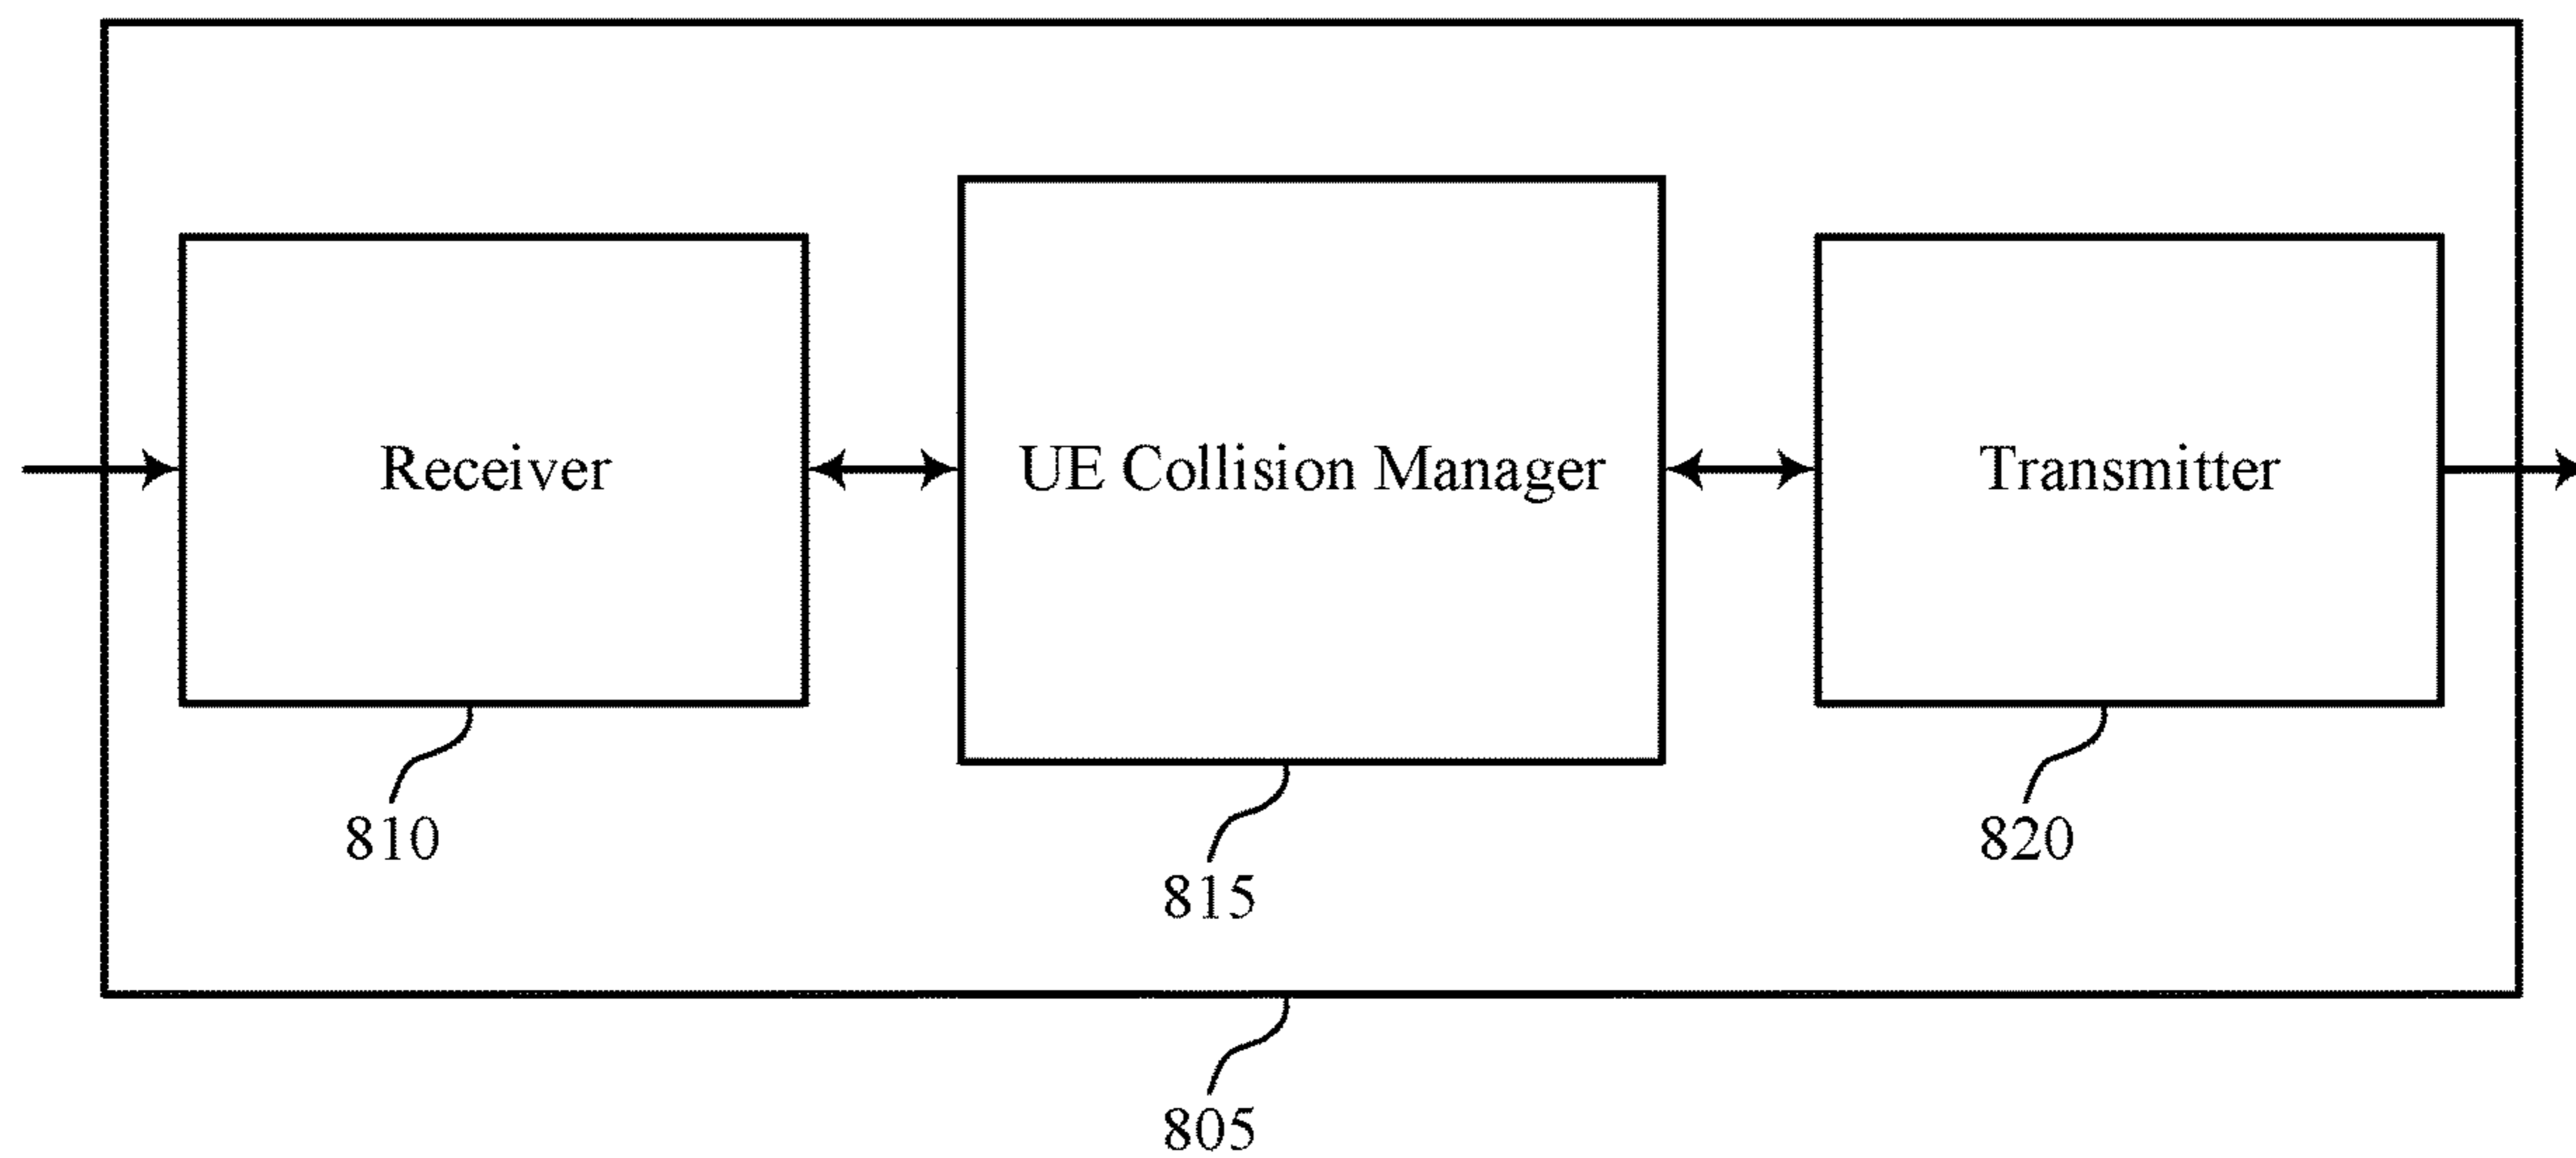 Receiver
UE Collision Manager
Transmitter
810
820
815
805